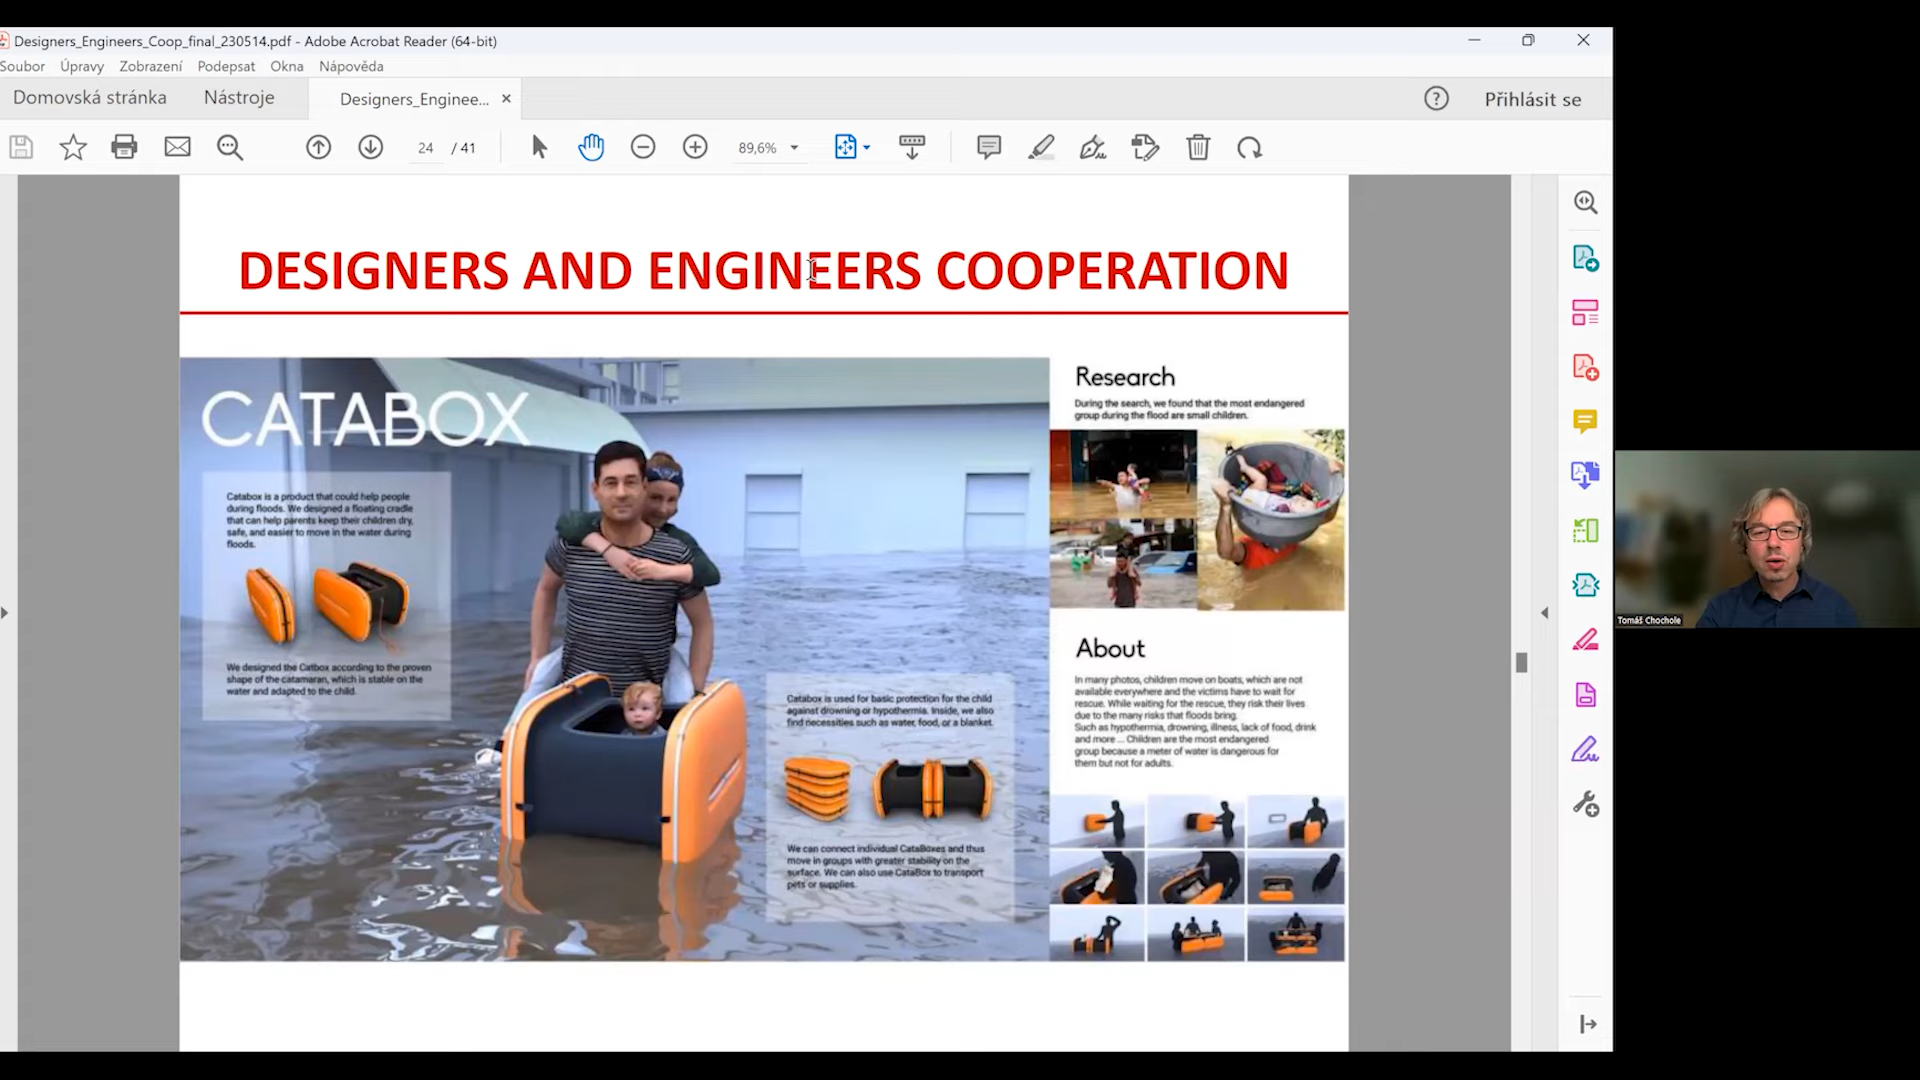 Designers_Engineers_Coop_final_230514.pdf - Adobe Acrobat Reader (64-bit)
Soubor Úpravy Zobrazení Podepsat Okna Nápověda
Domovská stránka Nástroje Designers_Enginee... Přihlásit se
24 / 41 89,6%
DESIGNERS AND ENGINEERS COOPERATION
CATABOX
Catabox is a product that could help people
during floods. We designed a floating cradle
that can help parents keep their children dry,
safe, and easier to move in the water during
floods.
We designed the Catbox according to the proven
shape of the catamaran, which is stable on the
water and adapted to the child.
Catabox is used for basic protection for the child
against drowning or hypothermia. Inside, we also
find necessities such as water, food, or a blanket.
We can connect individual CataBoxes and thus
move in groups with greater stability on the
surface. We can also use CataBox to transport
pets or supplies.
Research
During the search, we found that the most endangered
group during the flood are small children.
About
In many photos, children move on boats, which are not
available everywhere and the victims have to wait for
rescue. While waiting for the rescue, they risk their lives
due to the many risks that floods bring.
Such as hypothermia, drowning, illness, lack of food, drink
and more ... Children are the most endangered
group because a meter of water is dangerous for
them but not for adults.
Tomáš Chochole